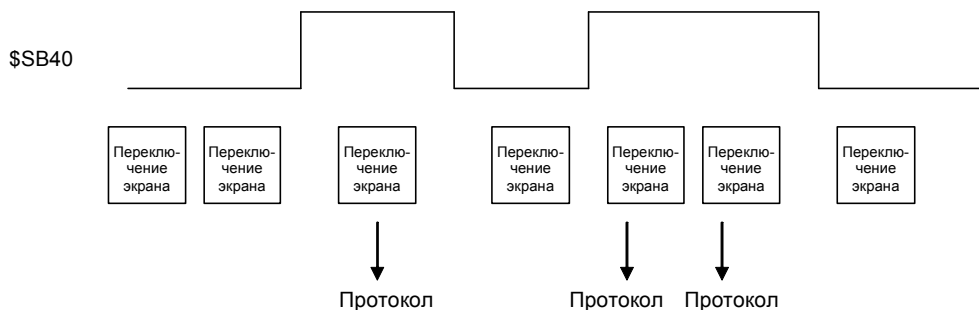 $SB40
Переклю-
чение
экрана
Переклю-
чение
экрана
Переклю-
чение
экрана
Переклю-
чение
экрана
Переклю-
чение
экрана
Переклю-
чение
экрана
Переклю-
чение
экрана
Протокол
Протокол
Протокол